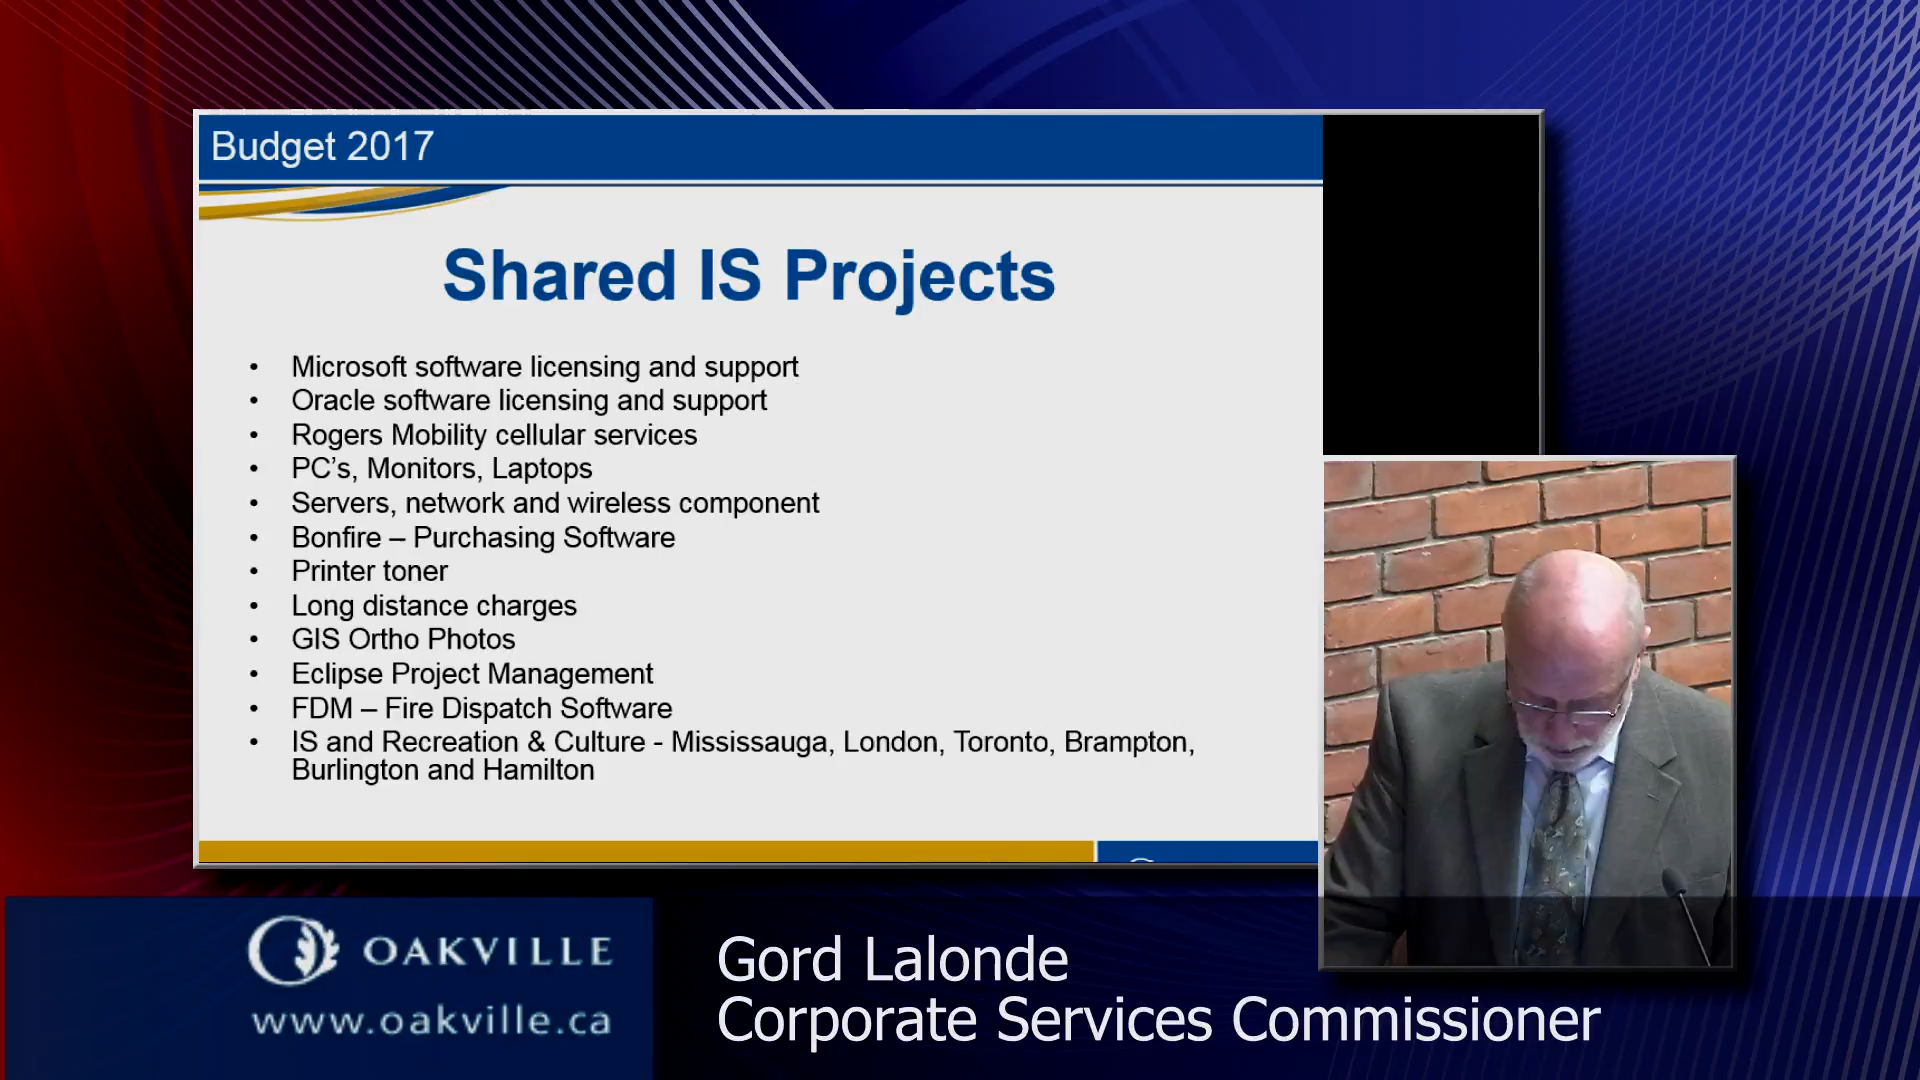 Budget 2017
Shared IS Projects
• Microsoft software licensing and support
• Oracle software licensing and support
• Rogers Mobility cellular services
• PC’s, Monitors, Laptops
• Servers, network and wireless component
• Bonfire – Purchasing Software
• Printer toner
• Long distance charges
• GIS Ortho Photos
• Eclipse Project Management
• FDM – Fire Dispatch Software
• IS and Recreation & Culture - Mississauga, London, Toronto, Brampton,
Burlington and Hamilton
OAKVILLE
www.oakville.ca
Gord Lalonde
Corporate Services Commissioner